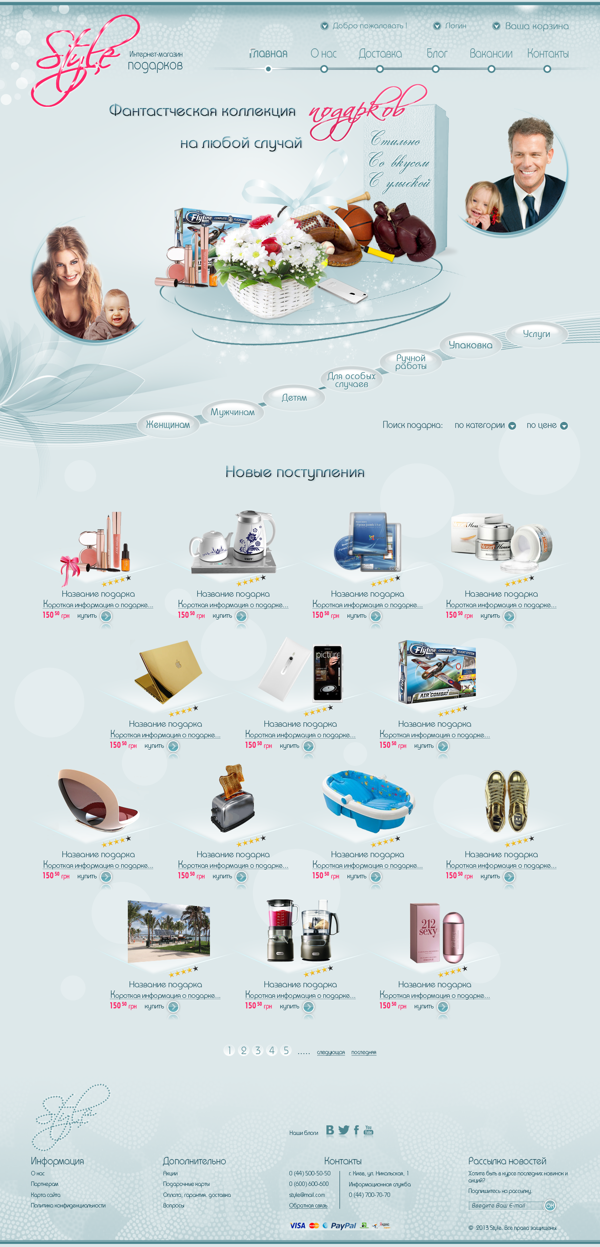 Добро пожаловать !
Логин
Ваша корзина
Style
Интернет-магазин
подарков
Главная
О нас
Доставка
Блог
Вакансии
Контакты
Фантастческая коллекция подарков
на любой случай
Стильно
Со вкусом
С улыбкой
Flyline
Женщинам
Мужчинам
Детям
Для особых
случаев
Ручной
работы
Упаковка
Услуги
Поиск подарка: по категории по цене
Новые поступления
Название подарка Название подарка Название подарка Название подарка
Короткая информация о подарке... Короткая информация о подарке... Короткая информация о подарке... Короткая информация о подарке...
150 50 грн купить 150 50 грн купить 150 50 грн купить 150 50 грн купить
picture
AIR COMBAT
Название подарка Название подарка Название подарка
Короткая информация о подарке... Короткая информация о подарке... Короткая информация о подарке...
150 50 грн купить 150 50 грн купить 150 50 грн купить
Название подарка Название подарка Название подарка Название подарка
Короткая информация о подарке... Короткая информация о подарке... Короткая информация о подарке... Короткая информация о подарке...
150 50 грн купить 150 50 грн купить 150 50 грн купить 150 50 грн купить
212
sexy
Название подарка Название подарка Название подарка
Короткая информация о подарке... Короткая информация о подарке... Короткая информация о подарке...
150 50 грн купить 150 50 грн купить 150 50 грн купить
1 2 3 4 5 ..... следующая последняя
Style
Наши блоги
Информация
О нас
Партнерам
Карта сайта
Политика конфиденциальности
Дополнительно
Акции
Подарочные карты
Оплата, гарантия, доставка
Вопросы
Контакты
0 (44) 500-50-50
0 (600) 600-600
style@mail.com
Обратная связь
г. Киев, ул. Никольская, 1
Информационная служба
0 (44) 700-70-70
VISA PayPal
Рассылка новостей
Хотите быть в курсе последних новинок и
акций?
Подпишитесь на рассылку.
Введите Ваш E-mail
© 2013 Style. Все права защищены.